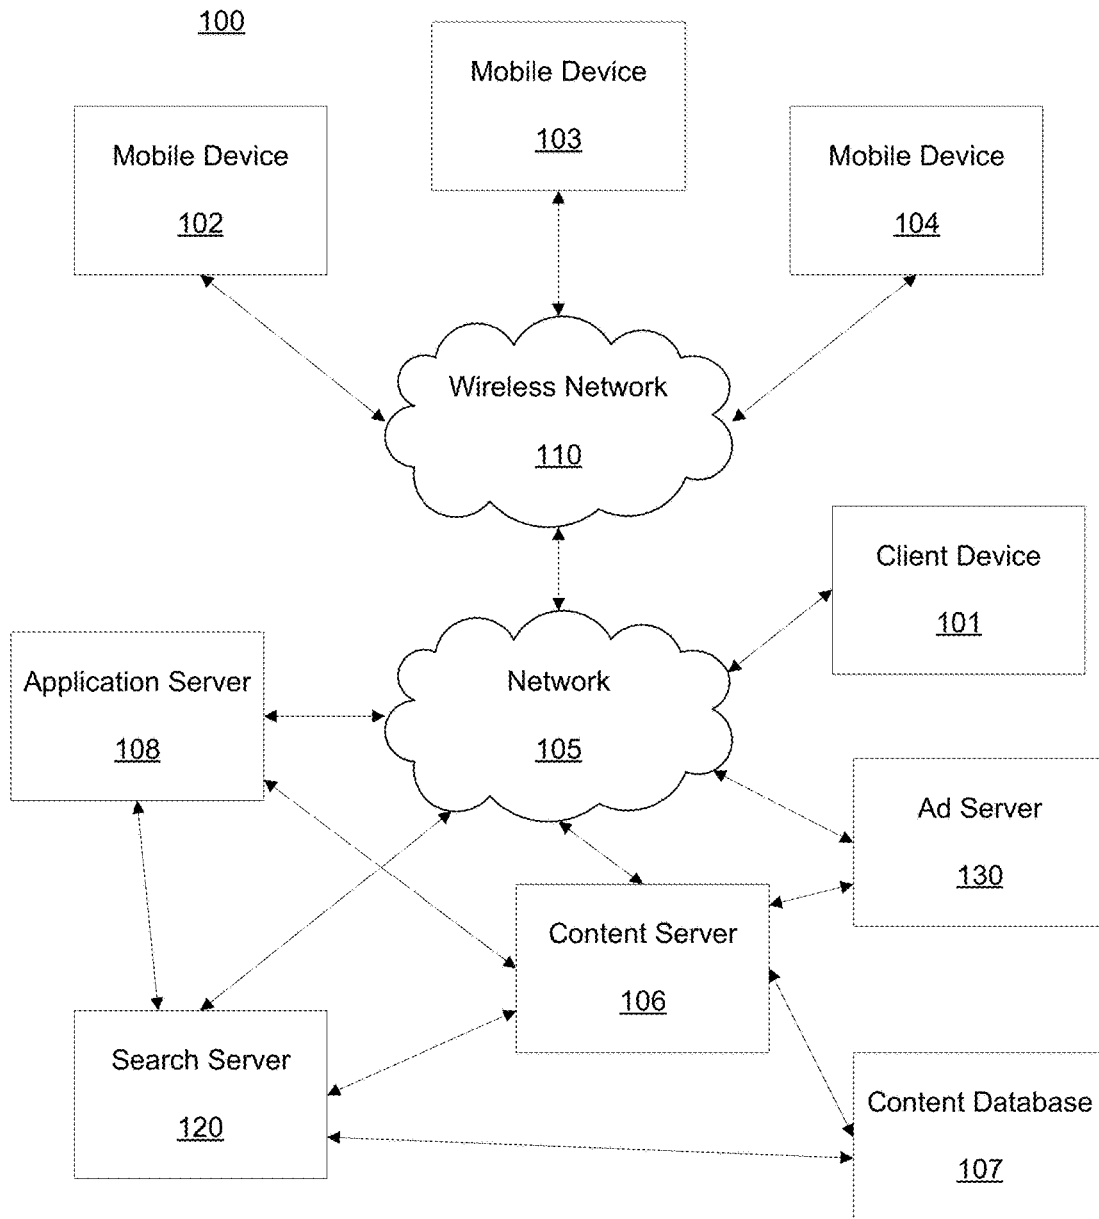 100
Mobile Device
103
Mobile Device
102
Mobile Device
104
Wireless Network
110
Client Device
101
Network
105
Application Server
108
Ad Server
130
Content Server
106
Search Server
120
Content Database
107